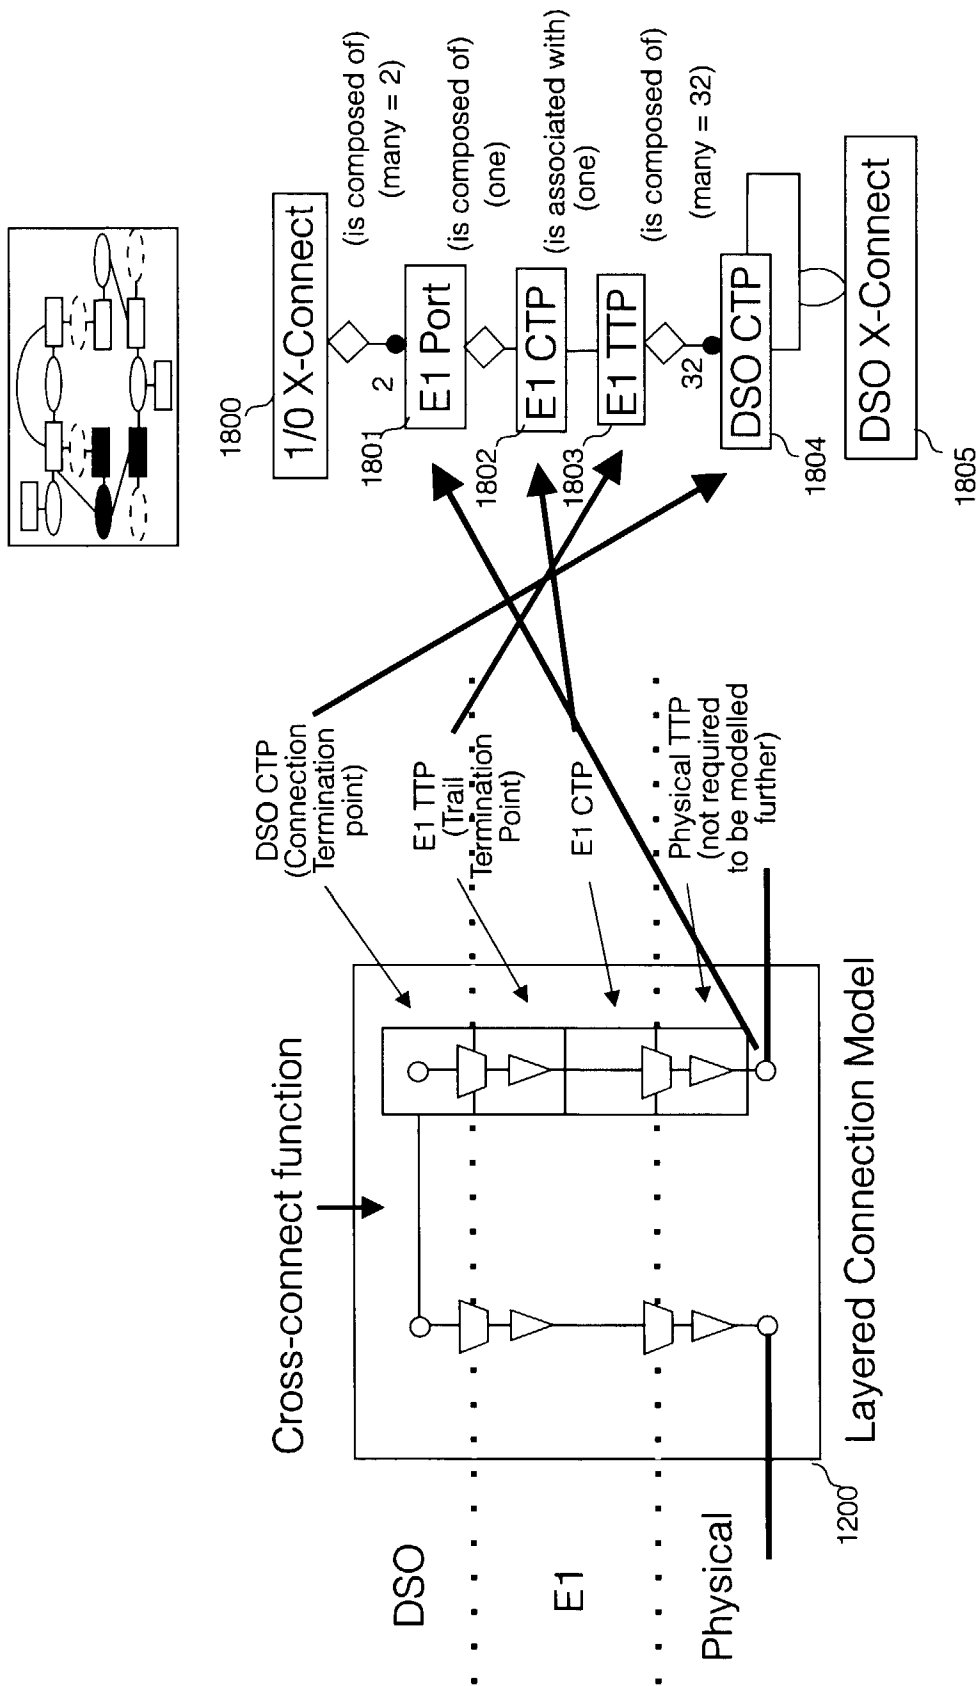 Cross-connect function
DSO
E1
Physical
1200
Layered Connection Model
DSO CTP
(Connection
Termination
point)
E1 TTP
(Trail
Termination
Point)
E1 CTP
Physical TTP
(not required
to be modelled
further)
1800
1/0 X-Connect
(is composed of)
(many = 2)
2
1801
E1 Port
(is composed of)
(one)
1802
E1 CTP
(is associated with)
(one)
1803
E1 TTP
(is composed of)
(many = 32)
32
DSO CTP
1804
DSO X-Connect
1805